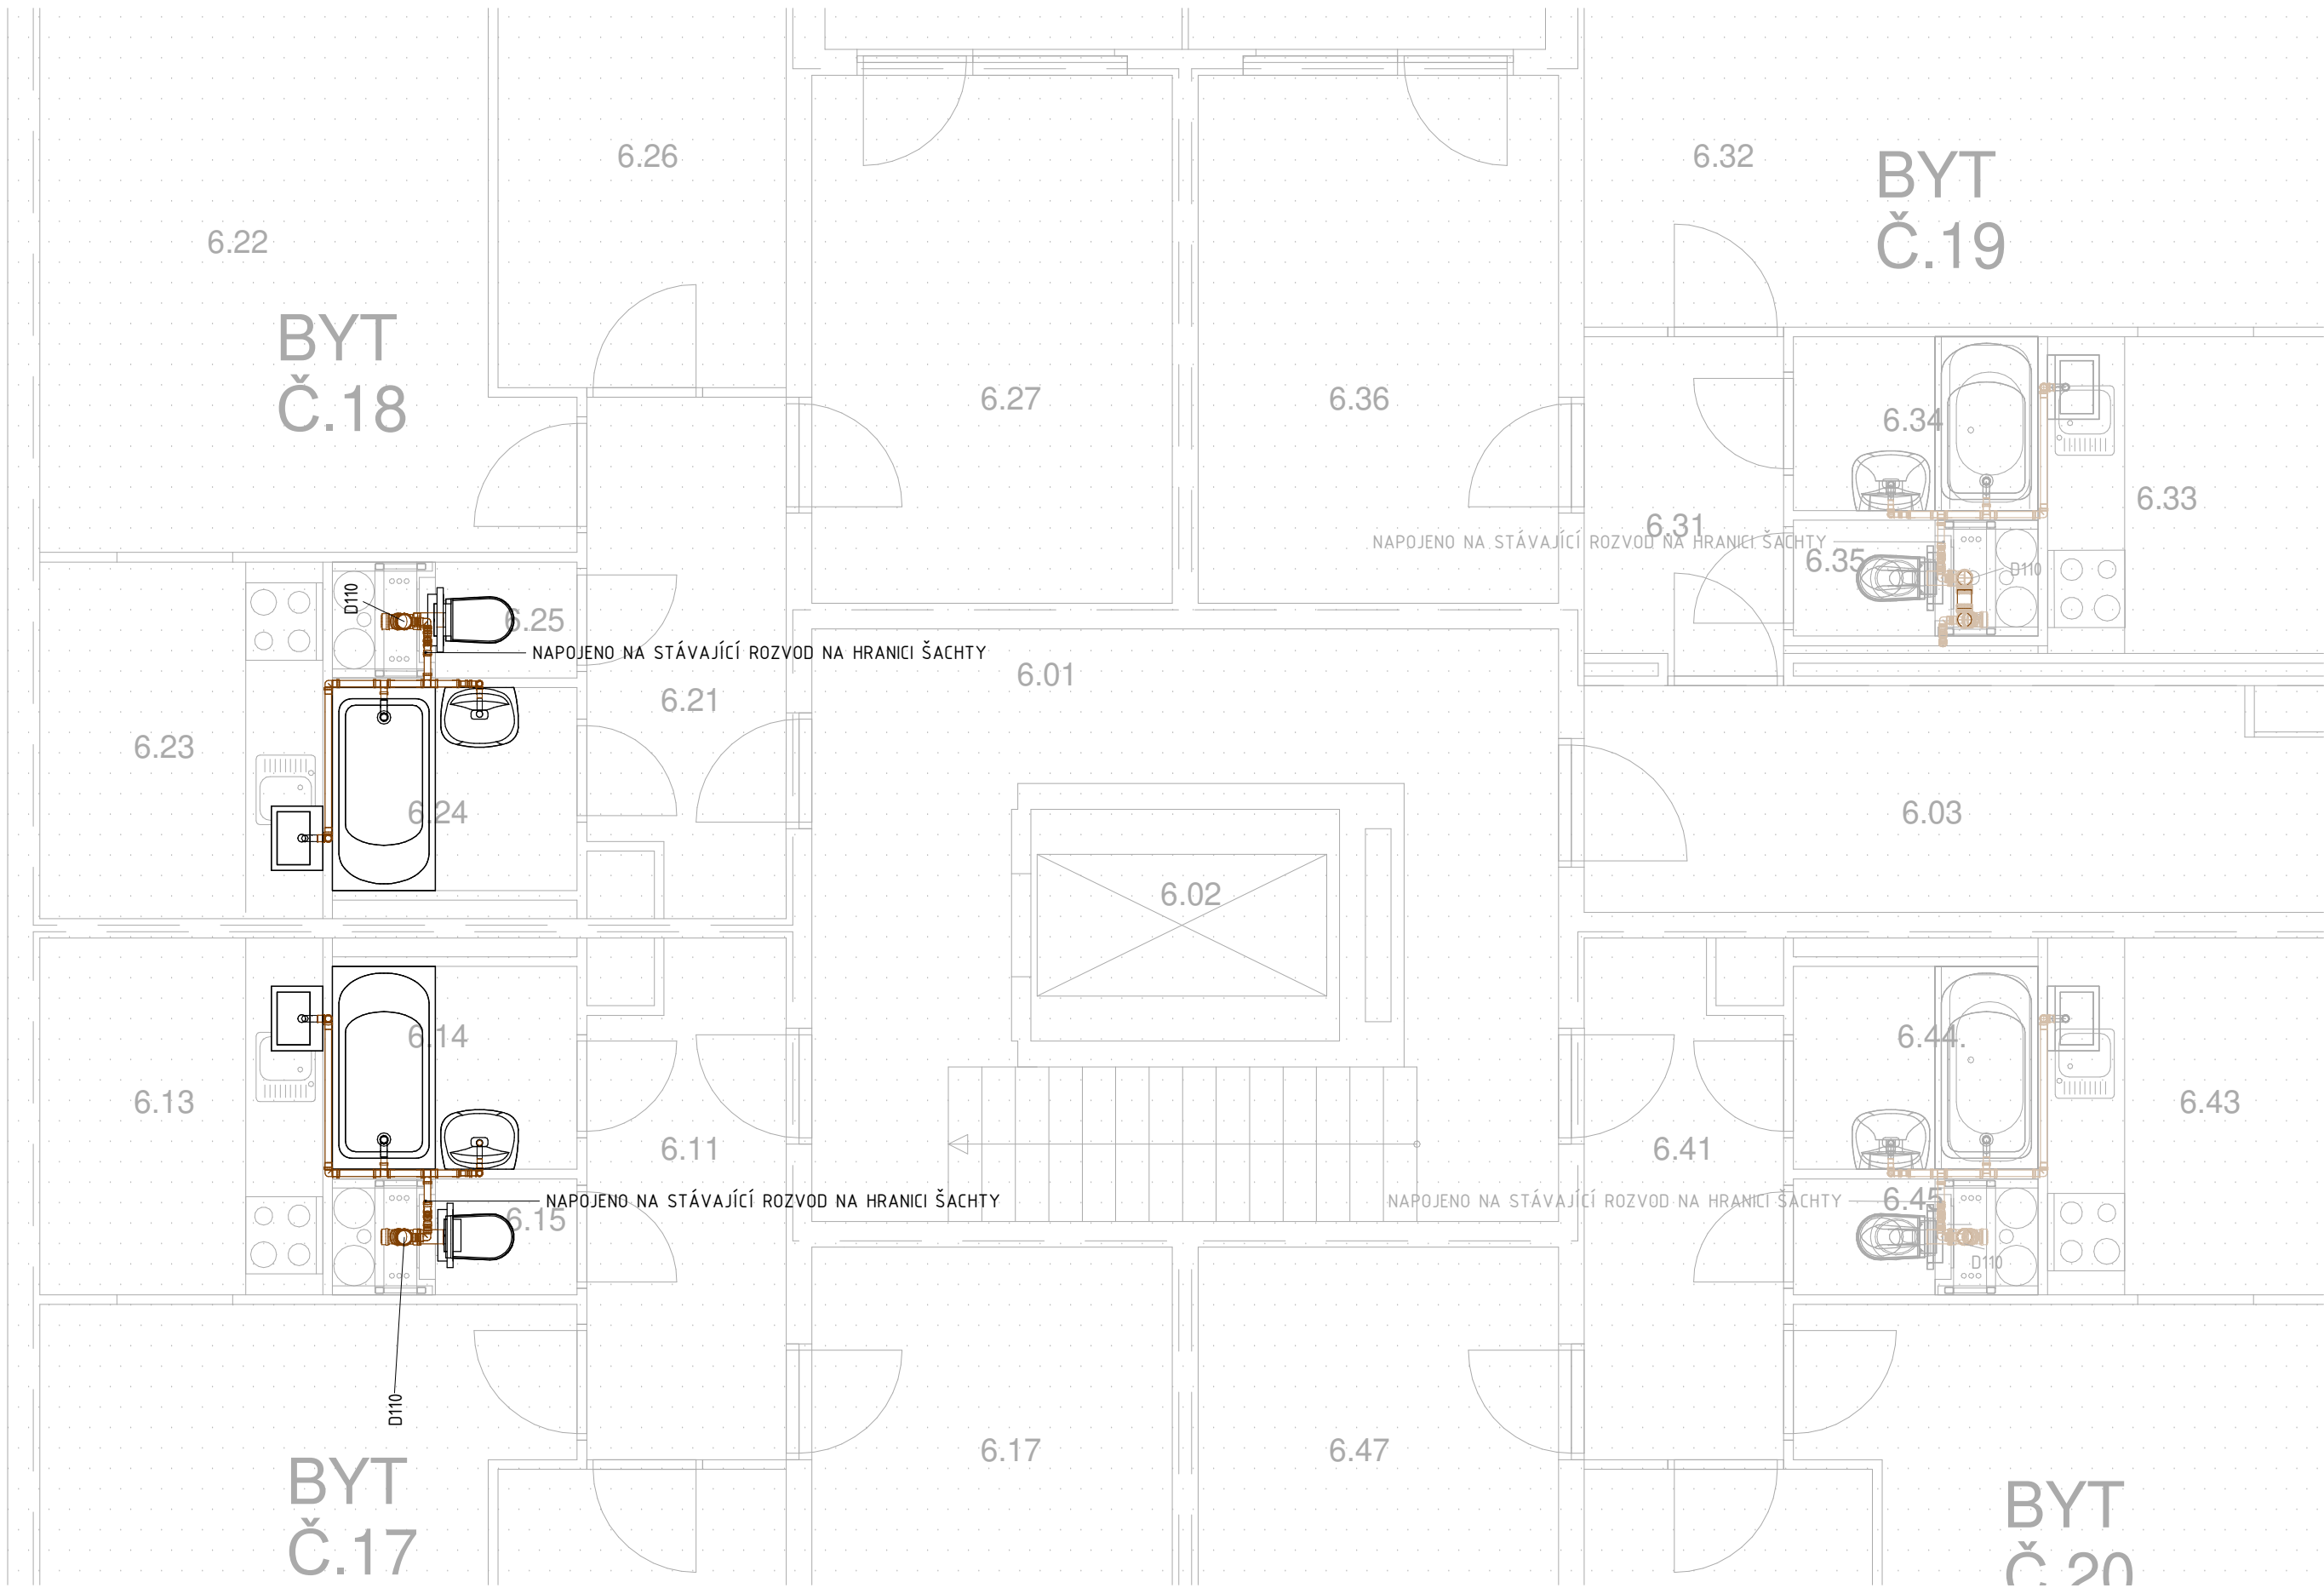 6.26
6.32
BYT
Č.19
6.22
BYT
Č.18
6.27
6.36
6.34
6.33
6.31
NAPOJENO NA STÁVAJÍCÍ ROZVOD NA HRANICI ŠACHTY
6.35
D110
D110
6.25
NAPOJENO NA STÁVAJÍCÍ ROZVOD NA HRANICI ŠACHTY
6.01
6.21
6.23
6.24
6.03
6.02
6.14
6.44.
6.13
6.43
6.11
6.41
NAPOJENO NA STÁVAJÍCÍ ROZVOD NA HRANICI ŠACHTY
6.15
NAPOJENO NA STÁVAJÍCÍ ROZVOD NA HRANICI ŠACHTY
6.45
D110
D110
6.17
6.47
BYT
Č.17
BYT
Č.20